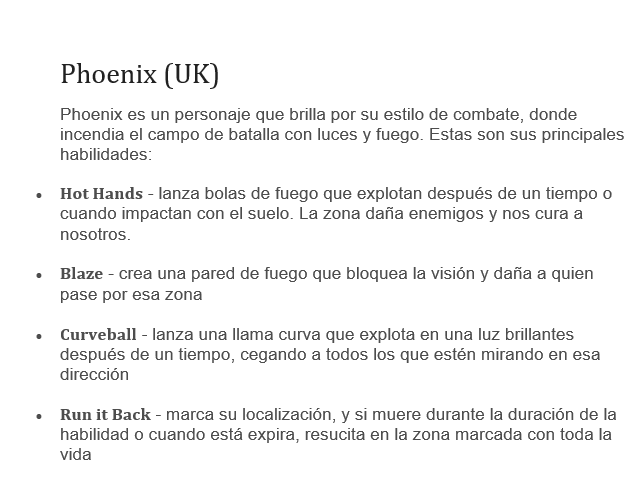 Phoenix (UK)
Phoenix es un personaje que brilla por su estilo de combate, donde
incendia el campo de batalla con luces y fuego. Estas son sus principales
habilidades:
• Hot Hands - lanza bolas de fuego que explotan después de un tiempo o
cuando impactan con el suelo. La zona daña enemigos y nos cura a
nosotros.
• Blaze - crea una pared de fuego que bloquea la visión y daña a quien
pase por esa zona
• Curveball - lanza una llama curva que explota en una luz brillantes
después de un tiempo, cegando a todos los que estén mirando en esa
dirección
• Run it Back - marca su localización, y si muere durante la duración de la
habilidad o cuando está expira, resucita en la zona marcada con toda la
vida